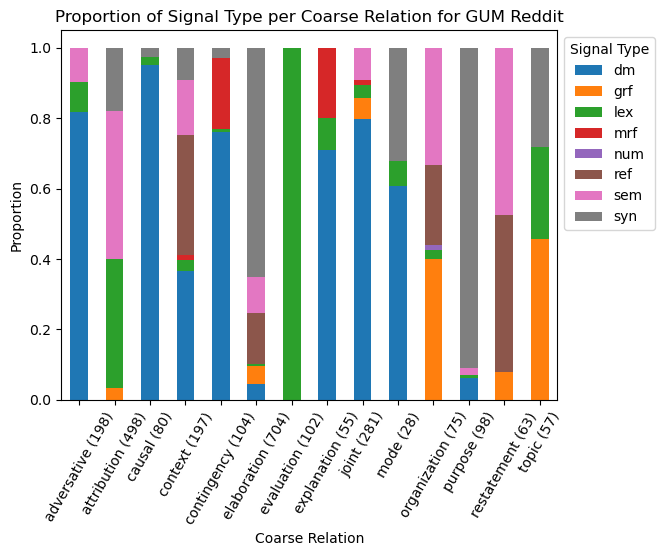 Proportion of Signal Type per Coarse Relation for GUM Reddit
Signal Type
dm
grf
lex
mrf
num
ref
sem
syn
Proportion
1.0
0.8
0.6
0.4
0.2
0.0
adversative (198)
attribution (498)
causal (80)
context (197)
contingency (104)
elaboration (704)
evaluation (102)
explanation (55)
joint (281)
mode (28)
organization (75)
purpose (98)
restatement (63)
topic (57)
Coarse Relation